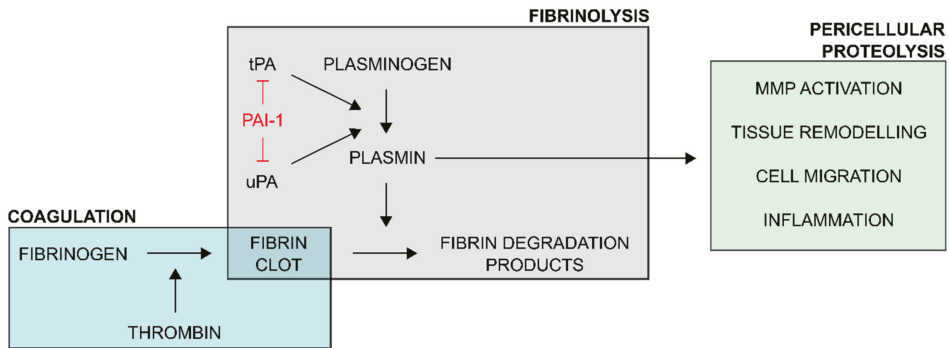 FIBRINOLYSIS
PERICELLULAR
PROTEOLYSIS
tPA
PLASMINOGEN
PAI-1
PLASMIN
uPA
MMP ACTIVATION
TISSUE REMODELLING
CELL MIGRATION
INFLAMMATION
COAGULATION
FIBRINOGEN
FIBRIN
CLOT
FIBRIN DEGRADATION
PRODUCTS
THROMBIN